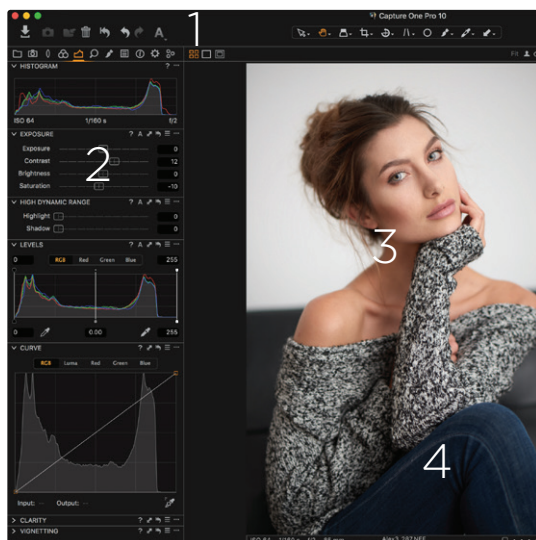 Capture One Pro 10
1
A
Fit
HISTOGRAM ? ...
ISO 64 1/160 s f/2
EXPOSURE ? A
Exposure 0
Contrast 12
Brightness 0
Saturation -10
2
HIGH DYNAMIC RANGE ? A
Highlight 0
Shadow 0
3
LEVELS ? A
0 RGB Red Green Blue 255
0 0.00 255
CURVE ?
RGB Luma Red Green Blue
4
Input: -- Output: --
CLARITY ?
VIGNETTING ?